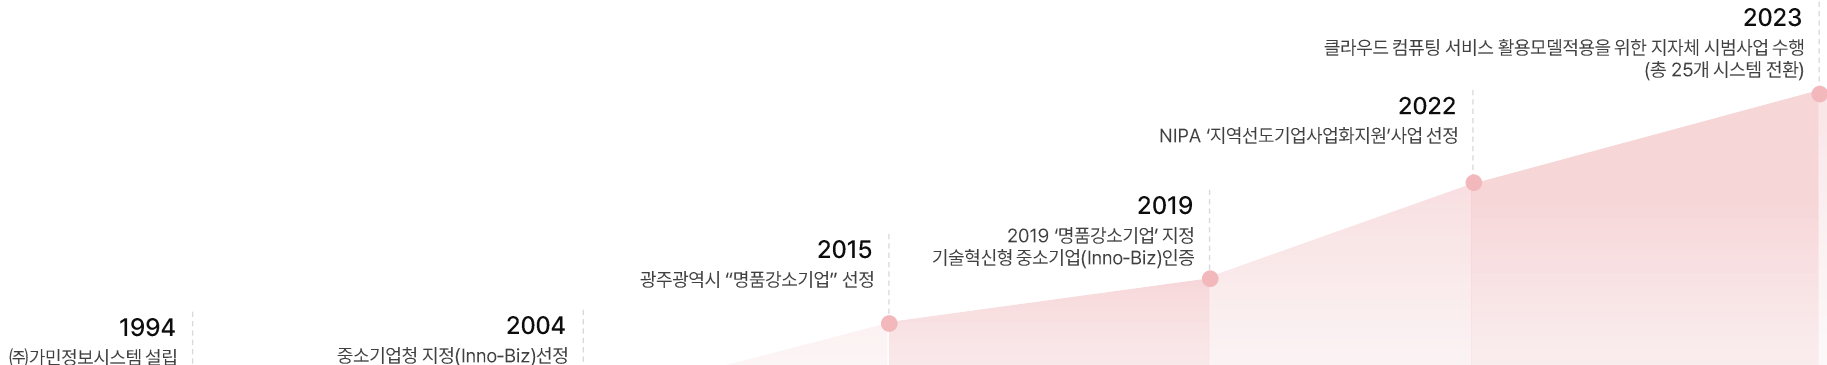 1994
㈜가민정보시스템 설립
2004
중소기업청 지정(Inno-Biz)선정
2015
광주광역시 “명품강소기업” 선정
2019
2019 ‘명품강소기업’ 지정
기술혁신형 중소기업(Inno-Biz)인증
2022
NIPA ‘지역선도기업사업화지원’사업 선정
2023
클라우드 컴퓨팅 서비스 활용모델적용을 위한 지자체 시범사업 수행
(총 25개 시스템 전환)